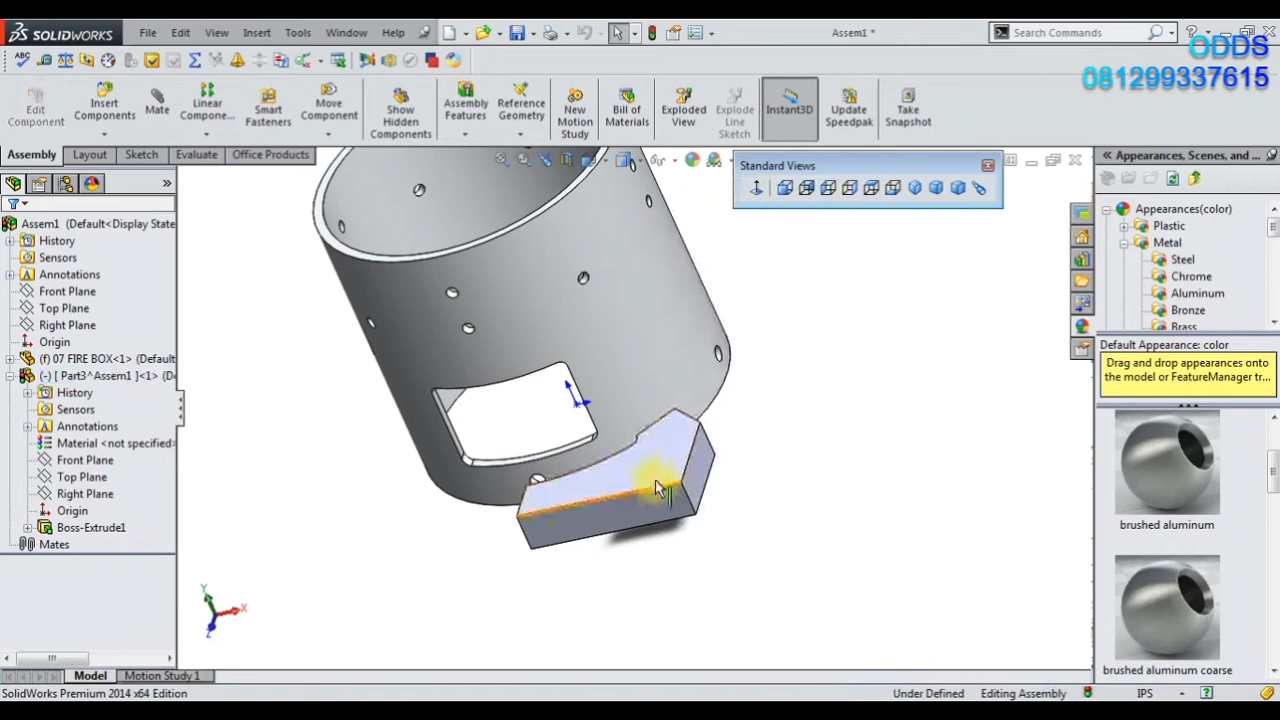 SOLIDWORKS File Edit View Insert Tools Window Help Assem1 * Search Commands
ODDS
081299337615
Edit Component
Insert Components
Mate
Linear Compone...
Smart Fasteners
Move Component
Show Hidden Components
Assembly Features
Reference Geometry
New Motion Study
Bill of Materials
Exploded View
Explode Line Sketch
Instant3D
Update Speedpak
Take Snapshot
Assembly Layout Sketch Evaluate Office Products
Standard Views
Appearances, Scenes, and ...
Assem1 (Default<Display State
History
Sensors
Annotations
Front Plane
Top Plane
Right Plane
Origin
(f) 07 FIRE BOX<1> (Default
(-) [ Part3^Assem1 ]<1> (D
History
Sensors
Annotations
Material <not specified>
Front Plane
Top Plane
Right Plane
Origin
Boss-Extrude1
Mates
Y
X
Z
Appearances(color)
Plastic
Metal
Steel
Chrome
Aluminum
Bronze
Brass
Default Appearance: color
Drag and drop appearances onto
the model or FeatureManager tr...
brushed aluminum
brushed aluminum coarse
Model Motion Study 1
SolidWorks Premium 2014 x64 Edition Under Defined Editing Assembly IPS